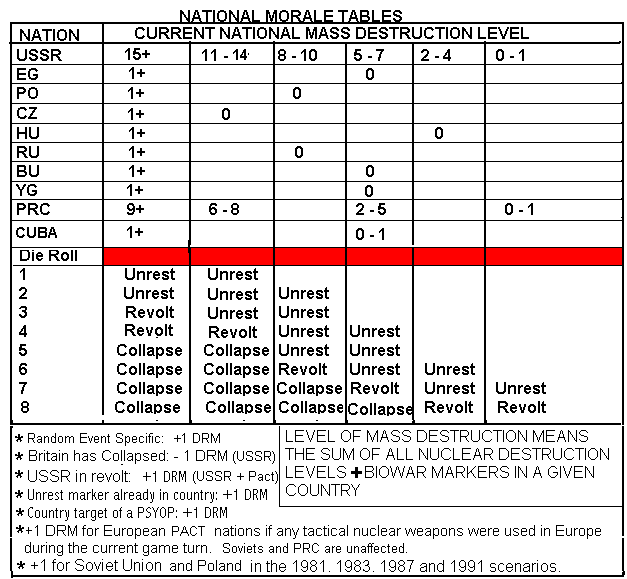 NATIONAL MORALE TABLES
NATION CURRENT NATIONAL MASS DESTRUCTION LEVEL
USSR 15+ 11 - 14 8 - 10 5 - 7 2 - 4 0 - 1
EG 1+ 0
PO 1+ 0
CZ 1+ 0
HU 1+ 0
RU 1+ 0
BU 1+ 0
YG 1+ 0
PRC 9+ 6 - 8 2 - 5 0 - 1
CUBA 1+ 0 - 1
Die Roll
1 Unrest Unrest
2 Unrest Unrest Unrest
3 Revolt Unrest Unrest
4 Revolt Revolt Unrest Unrest
5 Collapse Collapse Unrest Unrest
6 Collapse Collapse Revolt Unrest Unrest
7 Collapse Collapse Collapse Revolt Unrest Unrest
8 Collapse Collapse Collapse Collapse Revolt Revolt
* Random Event Specific: +1 DRM
* Britain has Collapsed: - 1 DRM (USSR)
* USSR in revolt: +1 DRM (USSR + Pact)
* Unrest marker already in country: +1 DRM
* Country target of a PSYOP: +1 DRM
LEVEL OF MASS DESTRUCTION MEANS
THE SUM OF ALL NUCLEAR DESTRUCTION
LEVELS +BIOWAR MARKERS IN A GIVEN
COUNTRY
*+1 DRM for European PACT nations if any tactical nuclear weapons were used in Europe
during the current game turn. Soviets and PRC are unaffected.
* +1 for Soviet Union and Poland in the 1981, 1983, 1987 and 1991 scenarios.